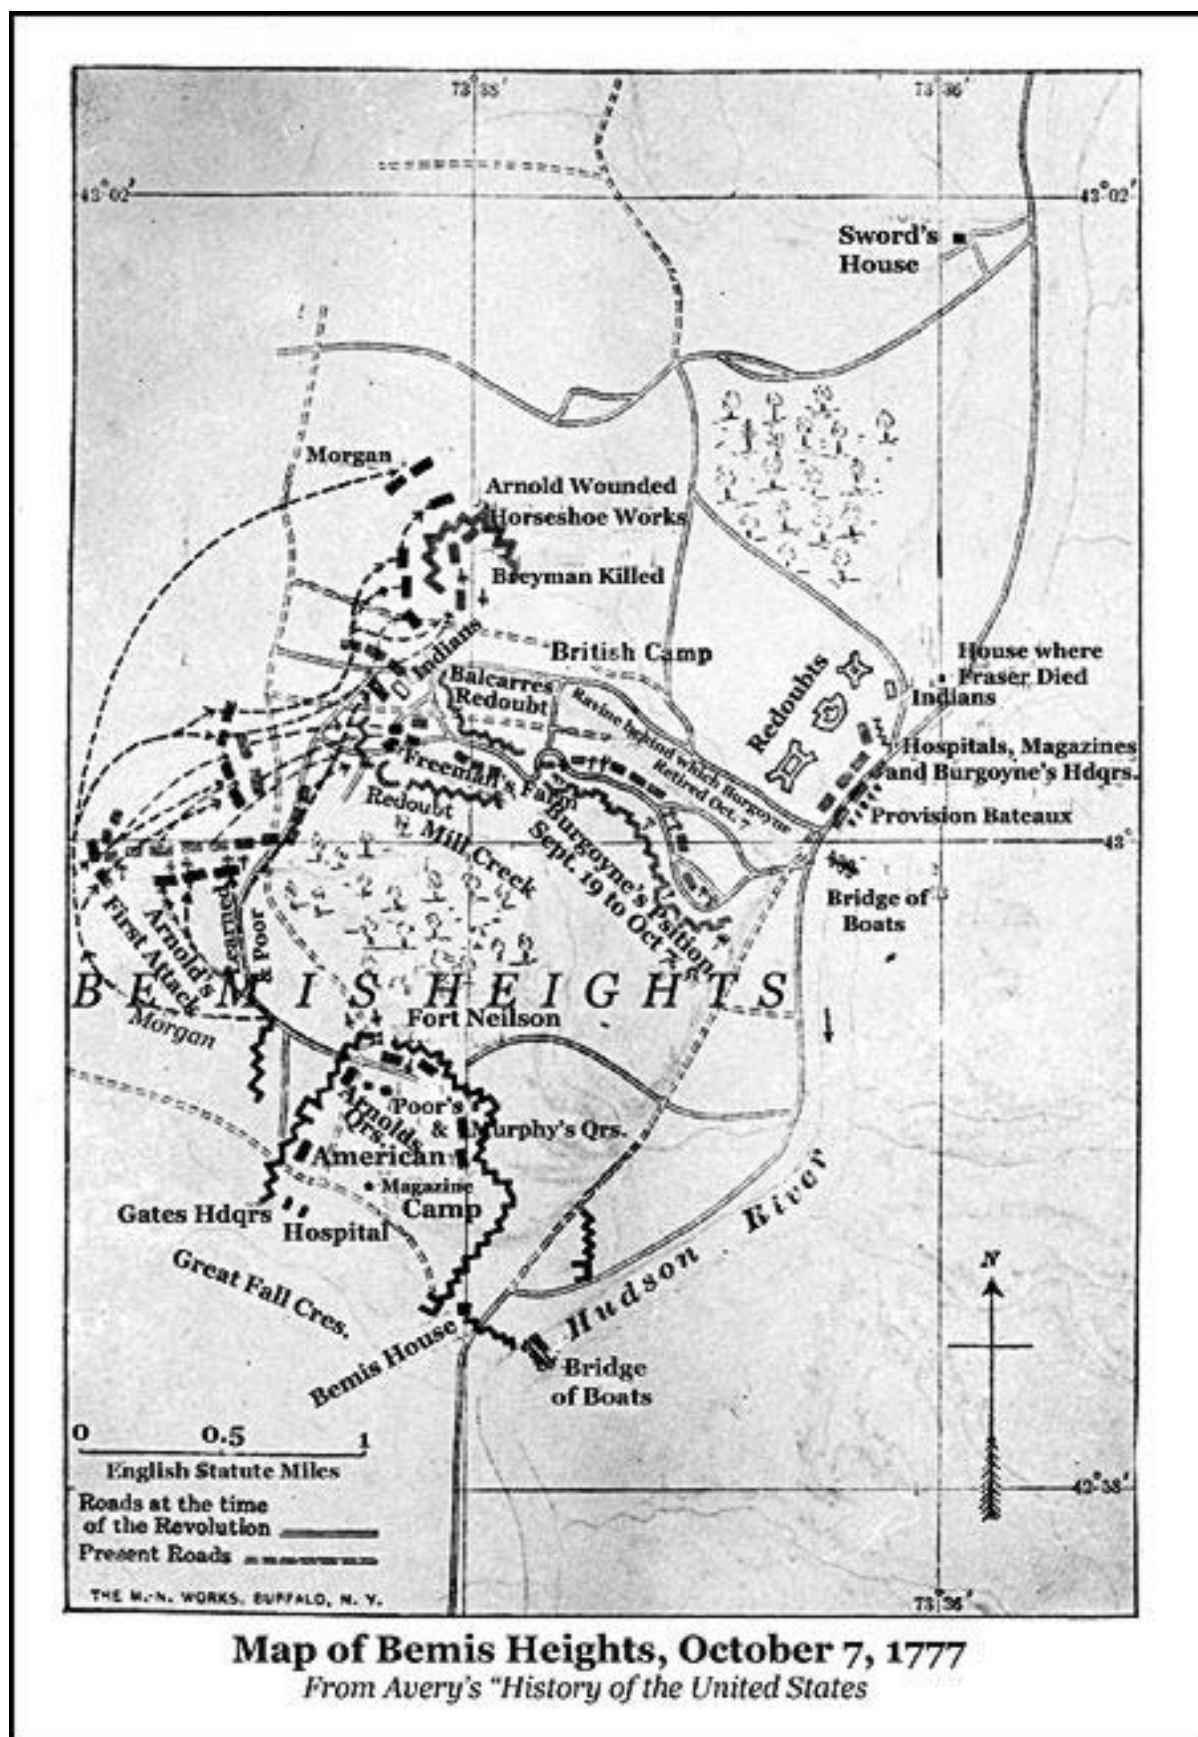 73°38'
73°36'
43°02'
43°02'
Sword's
House
Morgan
Arnold Wounded
Horseshoe Works
Breyman Killed
Indians
British Camp
House where
Fraser Died
Indians
Balcarres
Redoubt
Redoubts
Ravine behind which Burgoyne
Retired Oct. 7
Hospitals, Magazines
and Burgoyne's Hdqrs.
Freeman's Farm
Redoubt
Provision Bateaux
Mill Creek
43°
Burgoyne's Position
Sept. 19 to Oct 7
Bridge of
Boats
Arnold's
First Attack
Learned
& Poor
BEMIS HEIGHTS
Morgan
Fort Neilson
Arnolds
Qrs.
Poor's
& Murphy's Qrs.
American
Magazine
Camp
Gates Hdqrs
Hospital
Great Fall Cres.
Hudson River
N
Bemis House
Bridge
of Boats
0 0.5 1
English Statute Miles
42°58'
Roads at the time
of the Revolution
Present Roads
THE M.-N. WORKS, BUFFALO, N. Y.
73°36'
Map of Bemis Heights, October 7, 1777
From Avery's "History of the United States